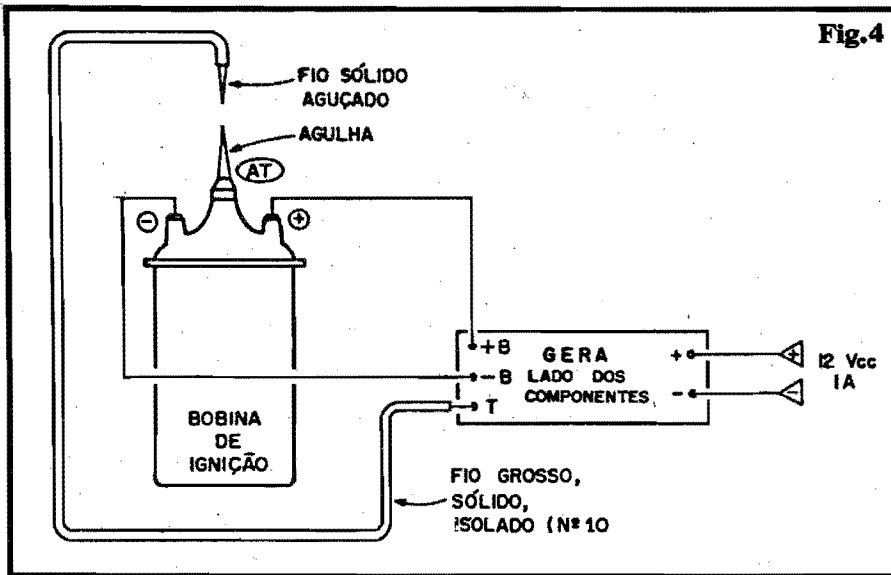 Fig.4
FIO SÓLIDO
AGUÇADO
AGULHA
AT
- +
+B
GERA
+
+
12 Vcc
-B
LADO DOS
1A
T
COMPONENTES
-
-
BOBINA
DE
IGNIÇÃO
FIO GROSSO,
SÓLIDO,
ISOLADO (Nº 10